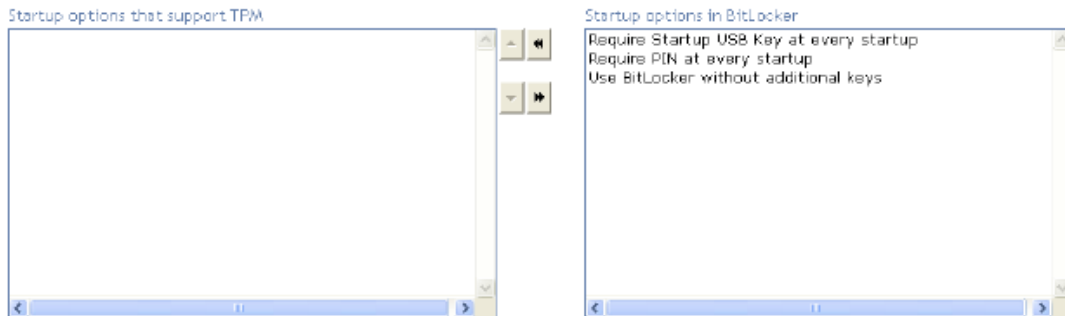 Startup options that support TPM
Startup options in BitLocker
Require Startup USB Key at every startup
Require PIN at every startup
Use BitLocker without additional keys